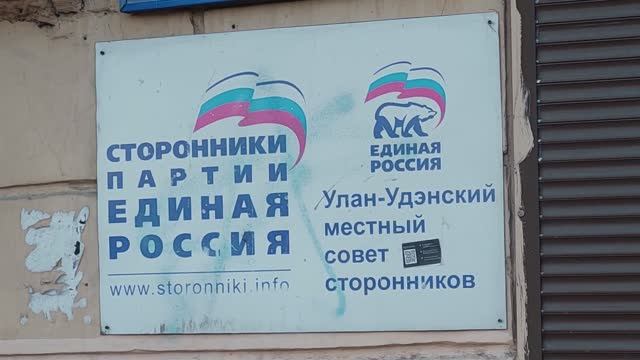 СТОРОННИКИ
ПАРТИИ
ЕДИНАЯ
РОССИЯ
www.storonniki.info
ЕДИНАЯ
РОССИЯ
Улан-Удэнский
местный
совет
сторонников